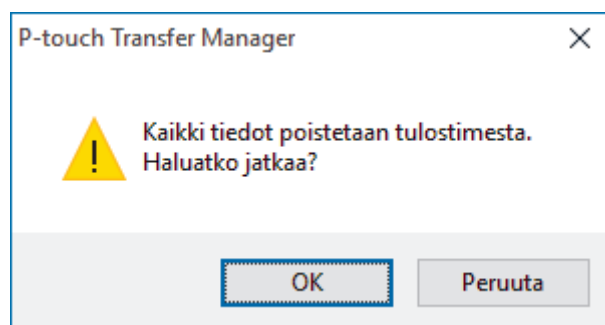 P-touch Transfer Manager
Kaikki tiedot poistetaan tulostimesta.
Haluatko jatkaa?
OK
Peruuta